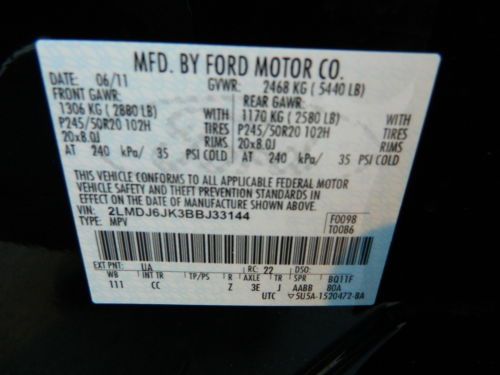 MFD. BY FORD MOTOR CO.
DATE: 06/11 GVWR: 2468 KG ( 5440 LB)
FRONT GAWR: REAR GAWR:
1306 KG ( 2880 LB) WITH 1170 KG ( 2580 LB) WITH
P245/50R20 102H TIRES P245/50R20 102H TIRES
20x8.0J RIMS 20x8.0J RIMS
AT 240 kPa/ 35 PSI COLD AT 240 kPa/ 35 PSI COLD
THIS VEHICLE CONFORMS TO ALL APPLICABLE FEDERAL MOTOR
VEHICLE SAFETY AND THEFT PREVENTION STANDARDS IN
EFFECT ON THE DATE OF MANUFACTURE SHOWN ABOVE.
VIN: 2LMDJ6JK3BBJ33144 F0098
TYPE: MPV T0086
EXT PNT: UA RC: 22 DSO:
WB INT TR TP/PS R AXLE TR SPR BQ11F
111 CC Z 3E J AABB 80A
UTC 5U5A-1520472-BA